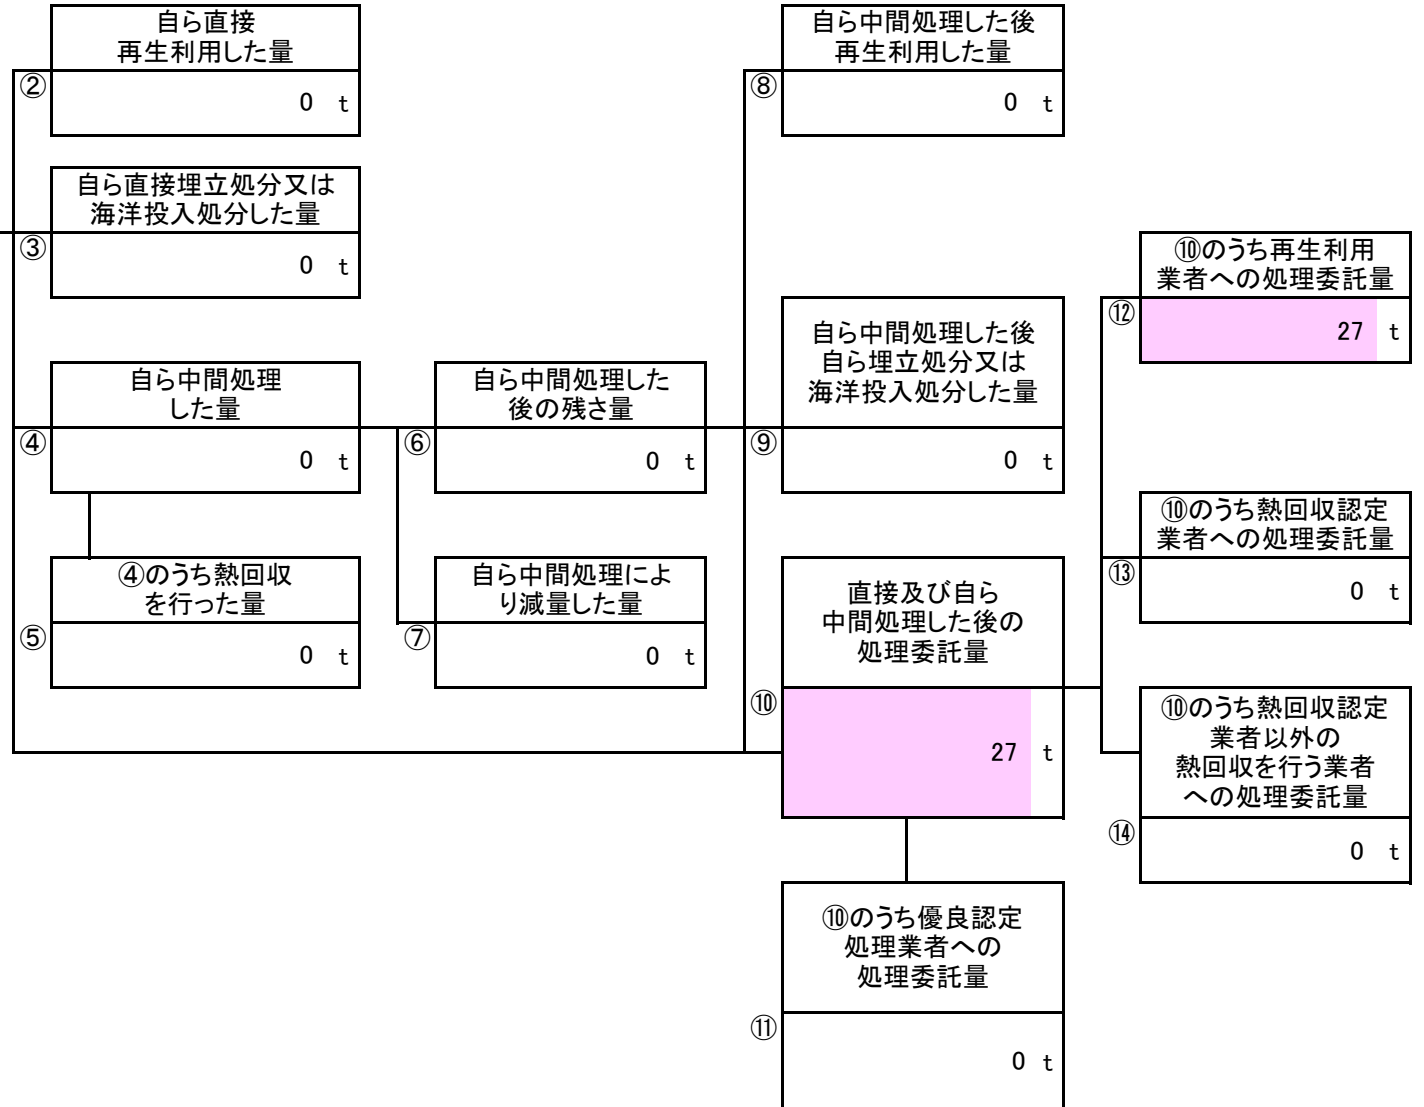 自ら直接
再生利用した量
②
0 t
自ら直接埋立処分又は
海洋投入処分した量
③
0 t
自ら中間処理
した量
④
0 t
④のうち熱回収
を行った量
⑤
0 t
自ら中間処理した
後の残さ量
⑥
0 t
自ら中間処理によ
り減量した量
⑦
0 t
自ら中間処理した後
再生利用した量
⑧
0 t
自ら中間処理した後
自ら埋立処分又は
海洋投入処分した量
⑨
0 t
直接及び自ら
中間処理した後の
処理委託量
⑩
27 t
⑩のうち優良認定
処理業者への
処理委託量
⑪
0 t
⑩のうち再生利用
業者への処理委託量
⑫
27 t
⑩のうち熱回収認定
業者への処理委託量
⑬
0 t
⑩のうち熱回収認定
業者以外の
熱回収を行う業者
への処理委託量
⑭
0 t